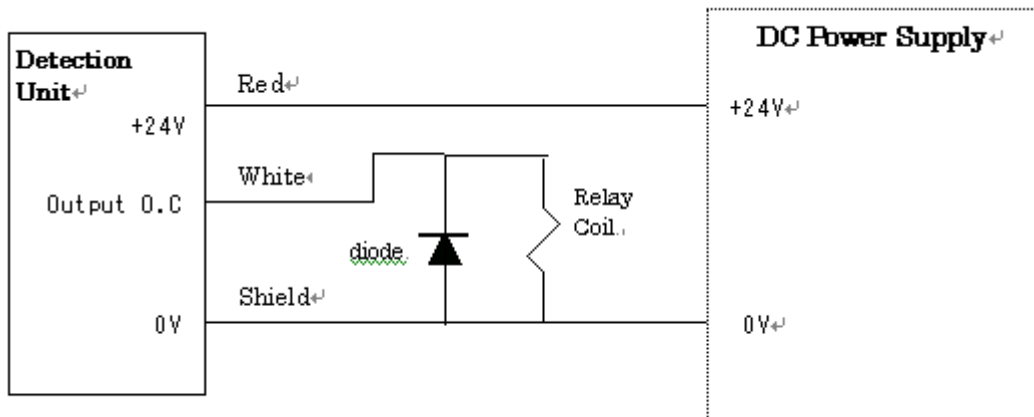 Detection
Unit↵
+24V
Output O.C
0V
Red↵
White↵
Shield↵
diode.
Relay
Coil.↓
DC Power Supply↵
+24V↵
0V↵